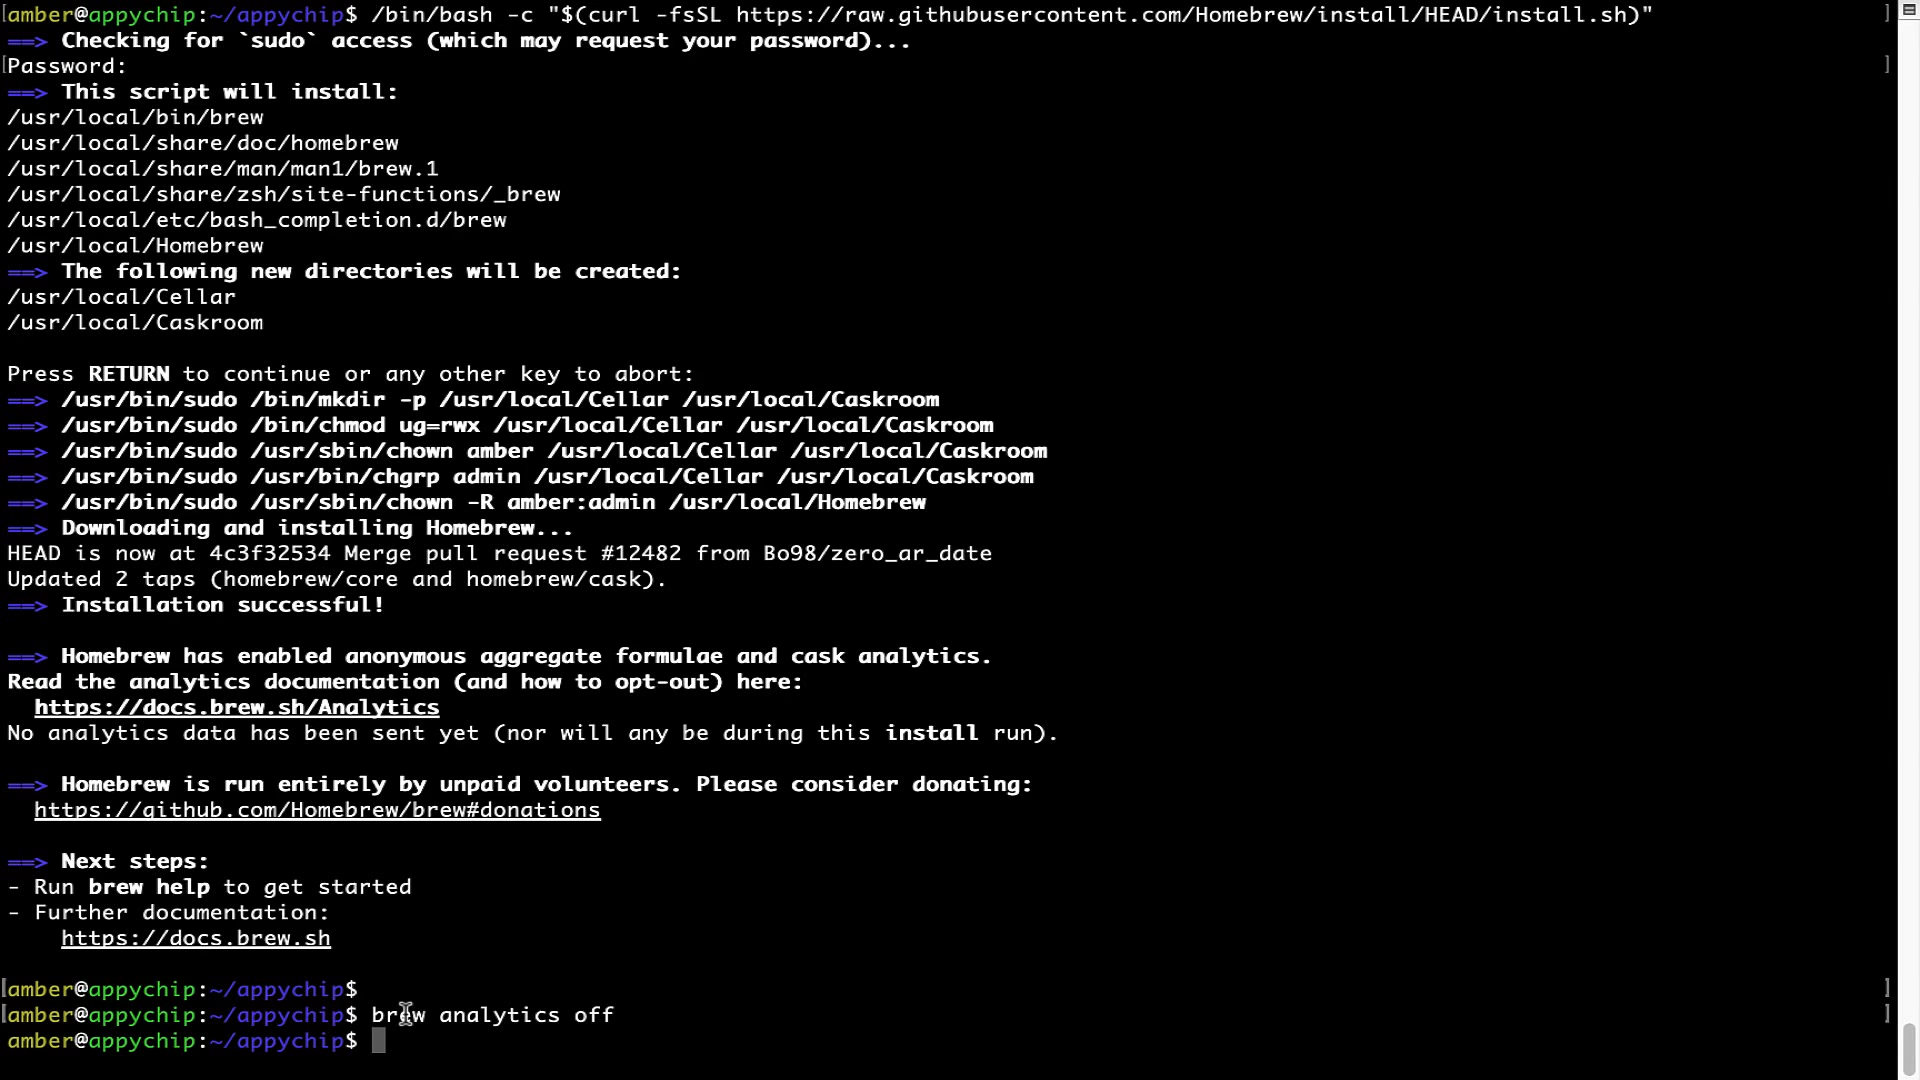 amber@appychip:~/appychip$ /bin/bash -c "$(curl -fsSL https://raw.githubusercontent.com/Homebrew/install/HEAD/install.sh)"
==> Checking for `sudo` access (which may request your password)...
Password:
==> This script will install:
/usr/local/bin/brew
/usr/local/share/doc/homebrew
/usr/local/share/man/man1/brew.1
/usr/local/share/zsh/site-functions/_brew
/usr/local/etc/bash_completion.d/brew
/usr/local/Homebrew
==> The following new directories will be created:
/usr/local/Cellar
/usr/local/Caskroom
Press RETURN to continue or any other key to abort:
==> /usr/bin/sudo /bin/mkdir -p /usr/local/Cellar /usr/local/Caskroom
==> /usr/bin/sudo /bin/chmod ug=rwx /usr/local/Cellar /usr/local/Caskroom
==> /usr/bin/sudo /usr/sbin/chown amber /usr/local/Cellar /usr/local/Caskroom
==> /usr/bin/sudo /usr/bin/chgrp admin /usr/local/Cellar /usr/local/Caskroom
==> /usr/bin/sudo /usr/sbin/chown -R amber:admin /usr/local/Homebrew
==> Downloading and installing Homebrew...
HEAD is now at 4c3f32534 Merge pull request #12482 from Bo98/zero_ar_date
Updated 2 taps (homebrew/core and homebrew/cask).
==> Installation successful!
==> Homebrew has enabled anonymous aggregate formulae and cask analytics.
Read the analytics documentation (and how to opt-out) here:
https://docs.brew.sh/Analytics
No analytics data has been sent yet (nor will any be during this install run).
==> Homebrew is run entirely by unpaid volunteers. Please consider donating:
https://github.com/Homebrew/brew#donations
==> Next steps:
- Run brew help to get started
- Further documentation:
https://docs.brew.sh
amber@appychip:~/appychip$
amber@appychip:~/appychip$ brew analytics off
amber@appychip:~/appychip$